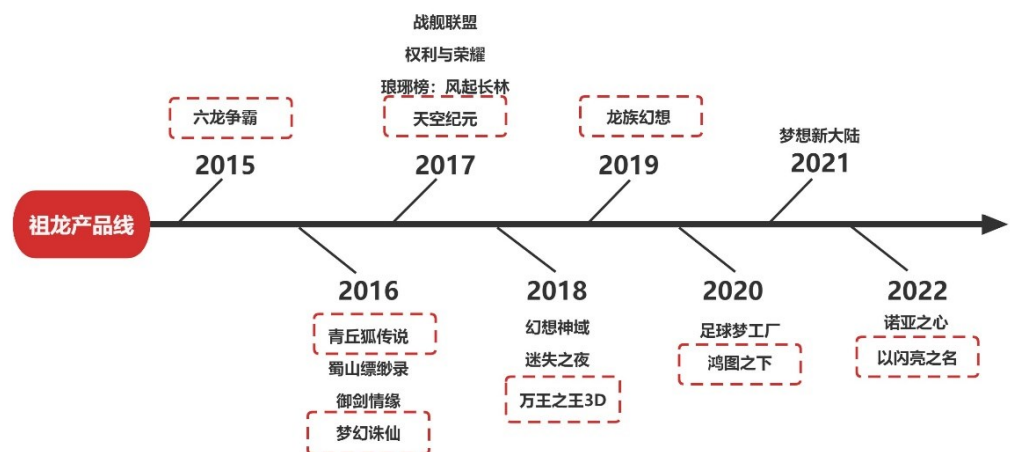 祖龙产品线
六龙争霸
2015
青丘狐传说
蜀山缥缈录
御剑情缘
梦幻诛仙
2016
战舰联盟
权利与荣耀
琅琊榜：风起长林
天空纪元
2017
2018
幻想神域
迷失之夜
万王之王3D
龙族幻想
2019
2020
足球梦工厂
鸿图之下
梦想新大陆
2021
2022
诺亚之心
以闪亮之名